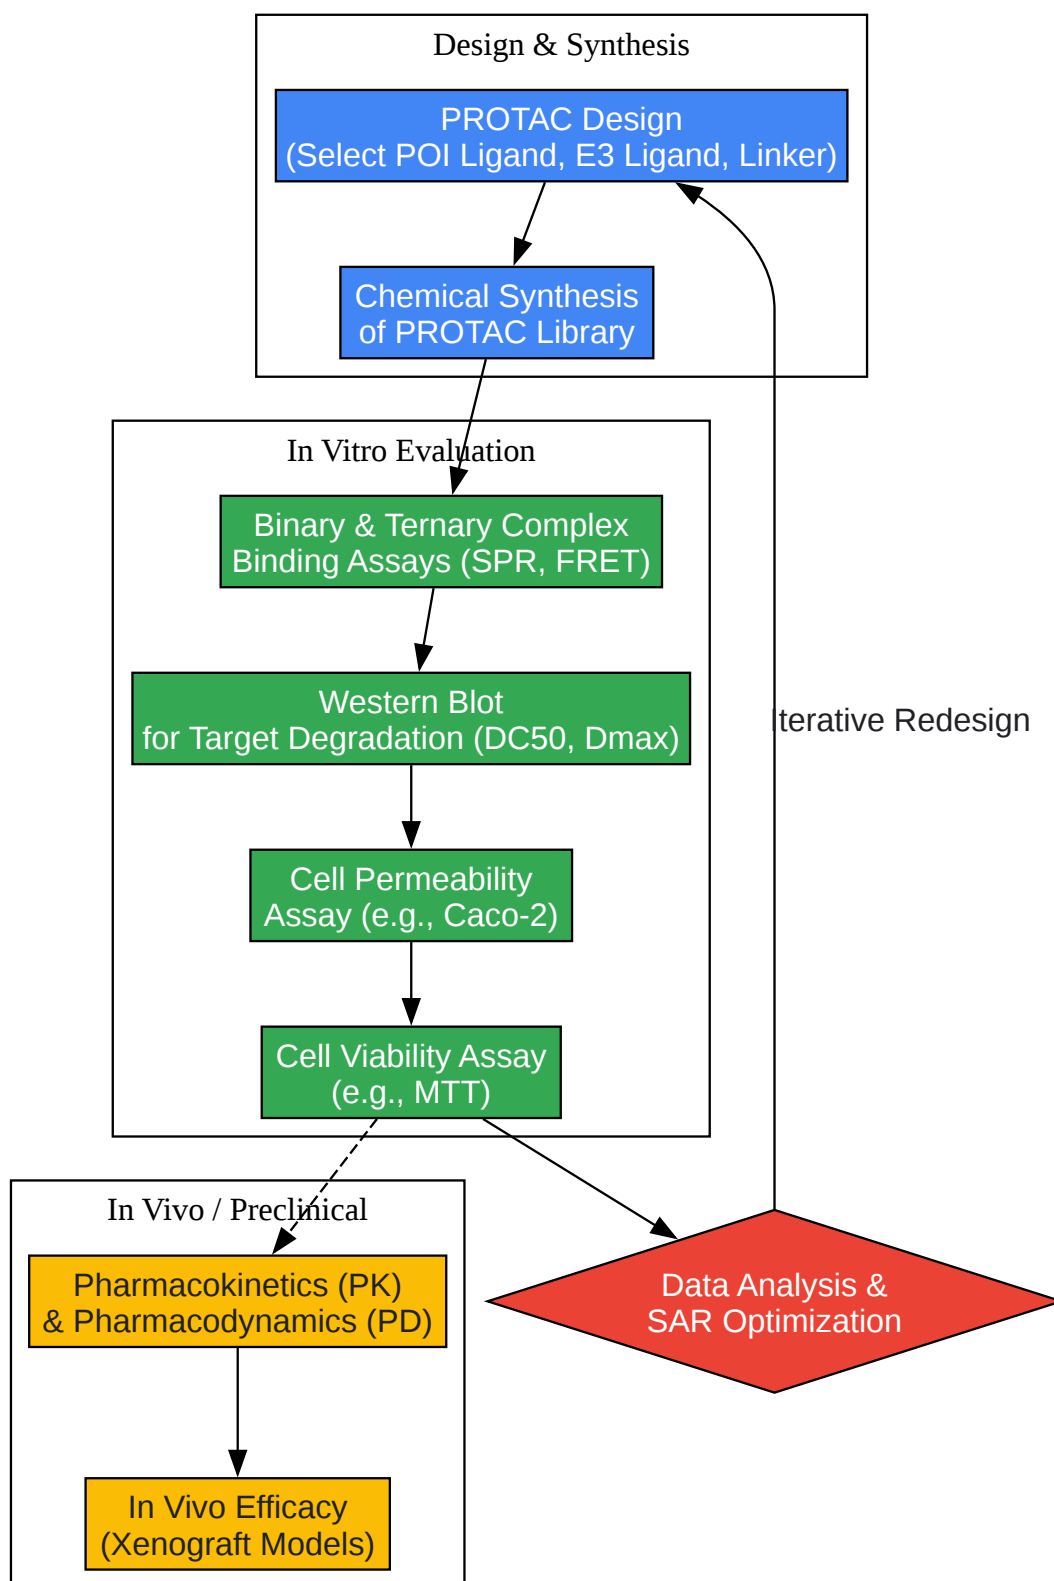 Design & Synthesis
PROTAC Design
(Select POI Ligand, E3 Ligand, Linker)
Chemical Synthesis
of PROTAC Library
In Vitro Evaluation
Binary & Ternary Complex
Binding Assays (SPR, FRET)
Western Blot
for Target Degradation (DC50, Dmax)
Iterative Redesign
Cell Permeability
Assay (e.g., Caco-2)
Cell Viability Assay
(e.g., MTT)
In Vivo / Preclinical
Pharmacokinetics (PK)
& Pharmacodynamics (PD)
Data Analysis &
SAR Optimization
In Vivo Efficacy
(Xenograft Models)